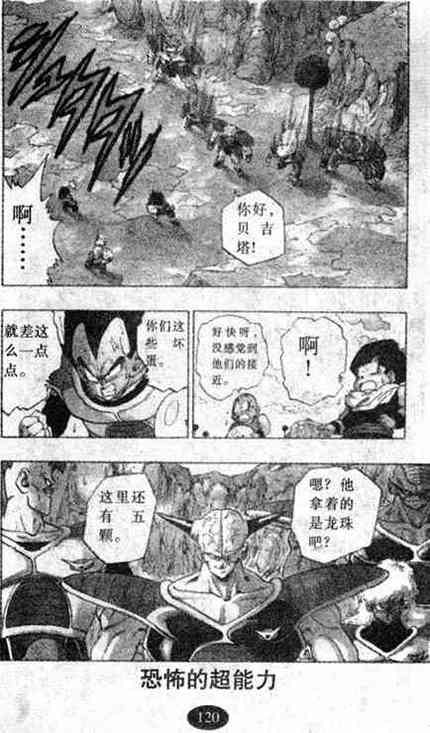 你好，
贝吉
塔！
啊……
啊！
好快呀，
没感觉到
他们的接
近。
你们这
些坏
蛋。
就差这
么一点
点。
嗯？他
拿着的
是龙珠
吧？
这里还
有五
颗。
恐怖的超能力
120